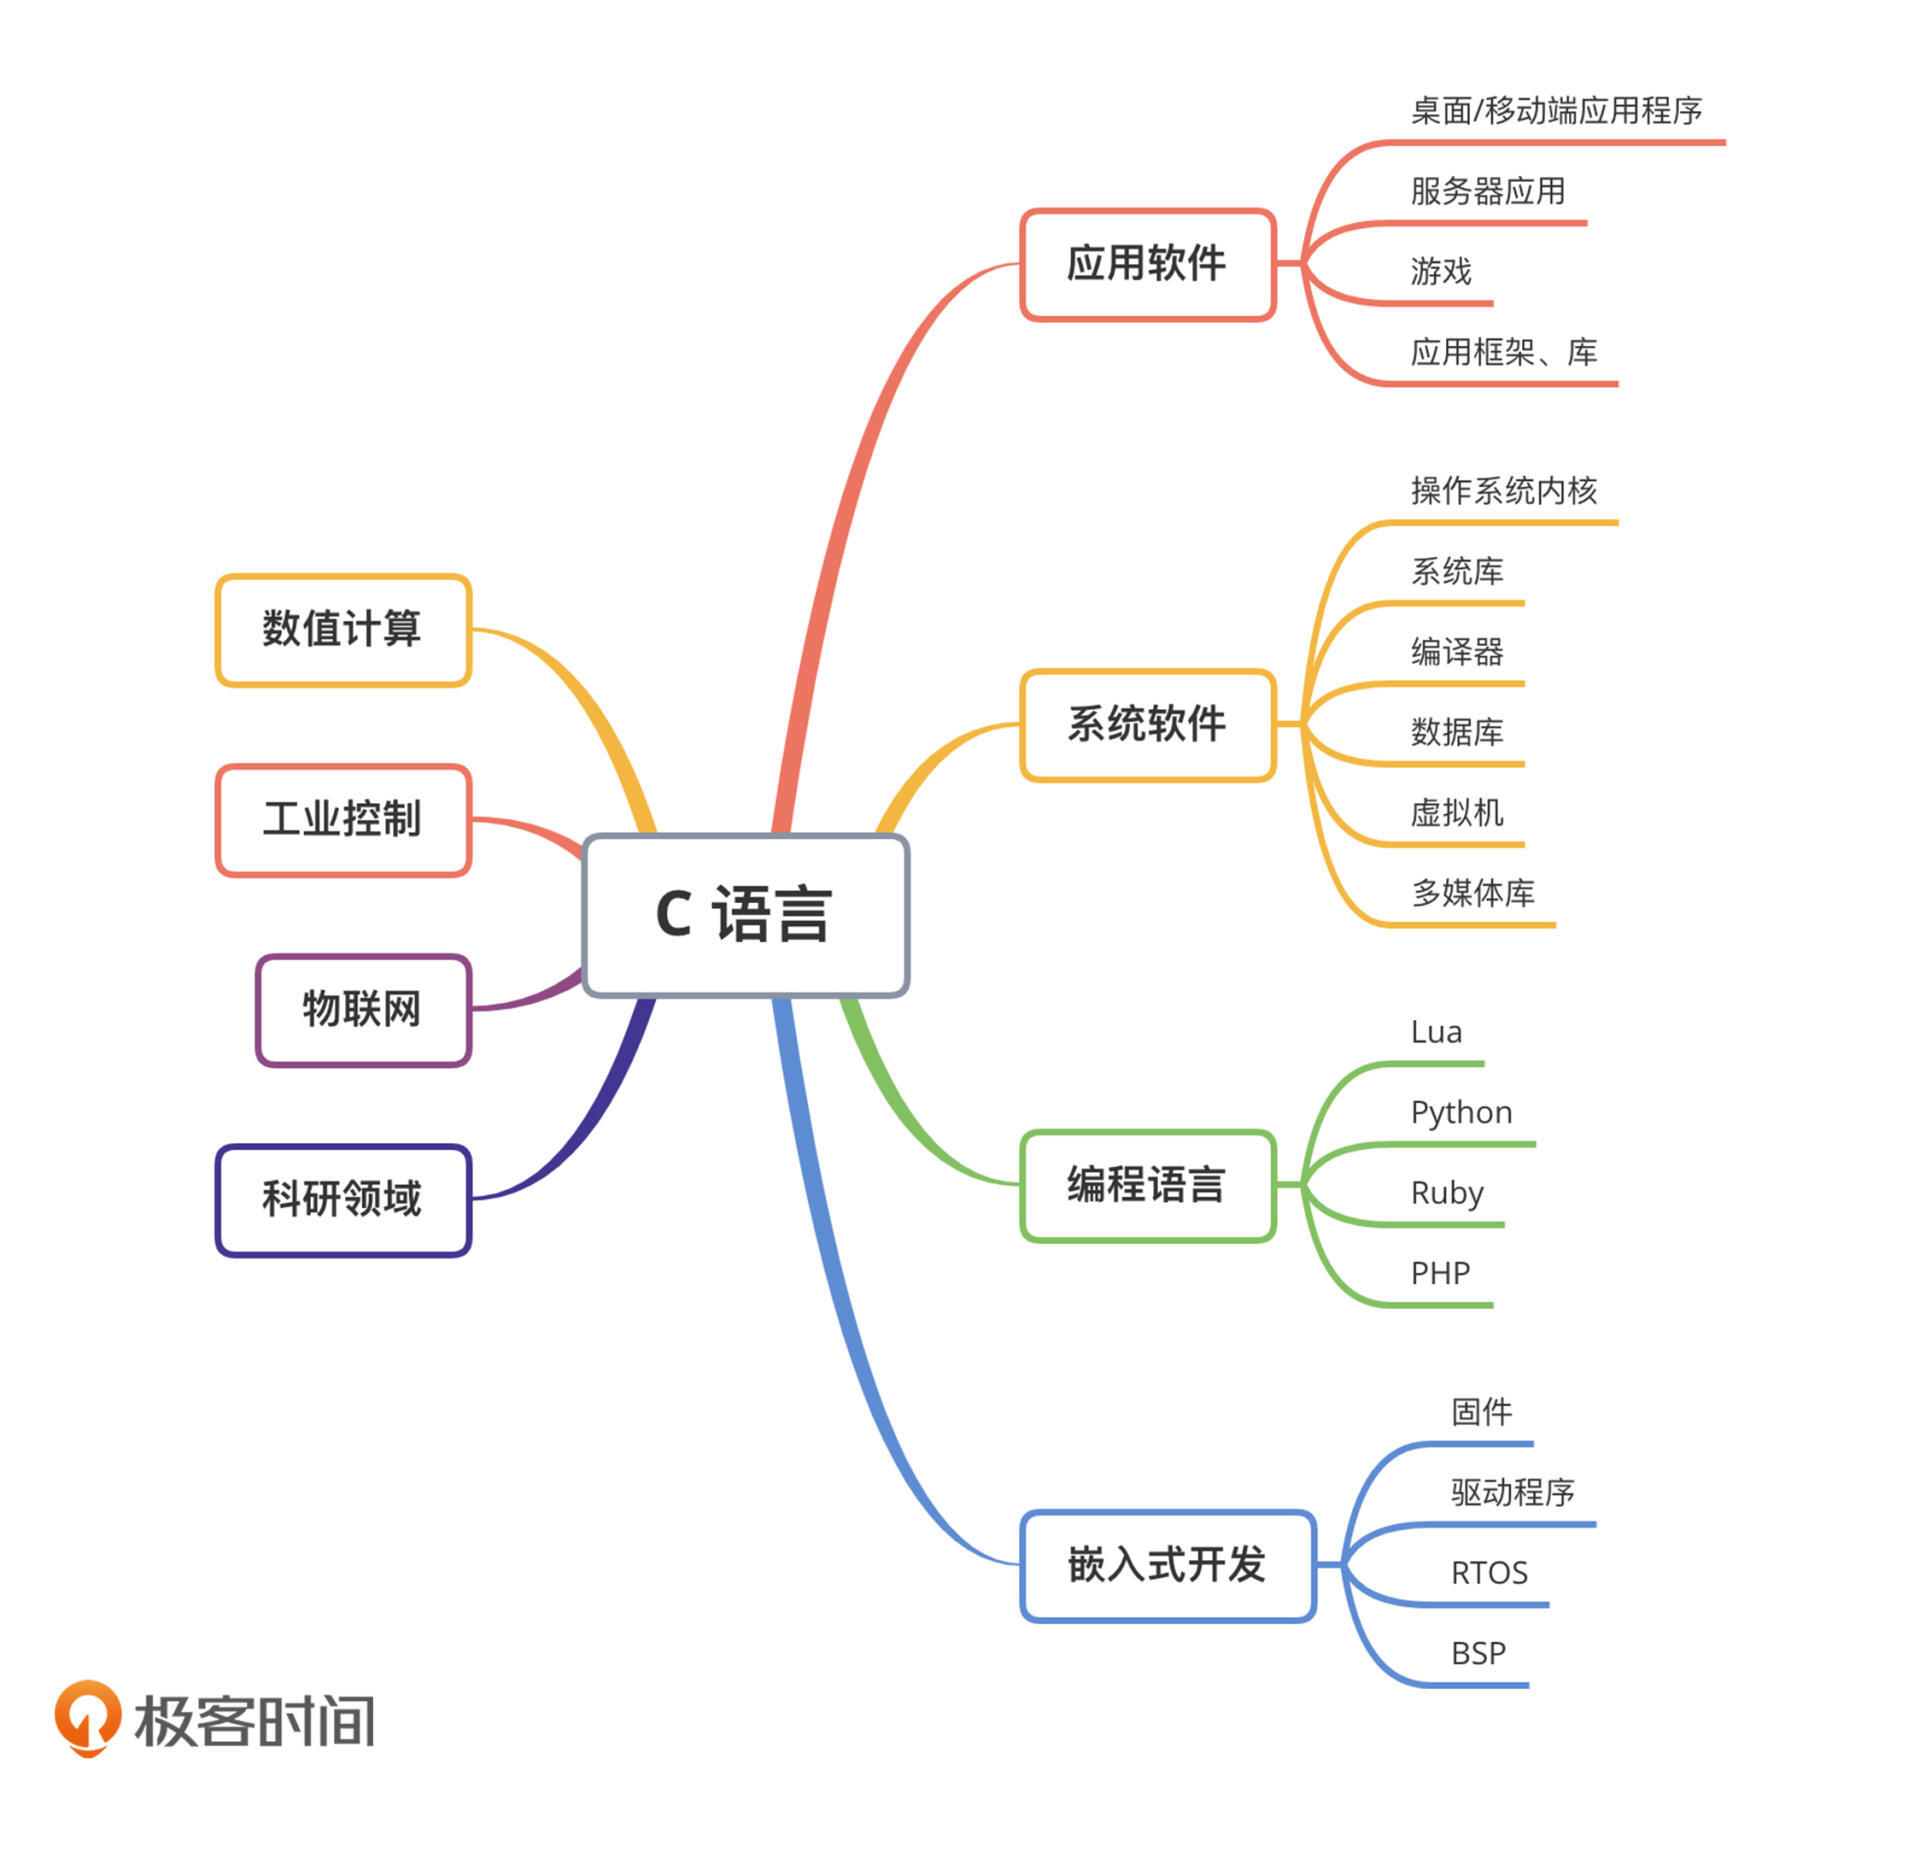 C 语言
应用软件
桌面/移动端应用程序
服务器应用
游戏
应用框架、库
系统软件
操作系统内核
系统库
编译器
数据库
虚拟机
多媒体库
编程语言
Lua
Python
Ruby
PHP
嵌入式开发
固件
驱动程序
RTOS
BSP
数值计算
工业控制
物联网
科研领域
极客时间